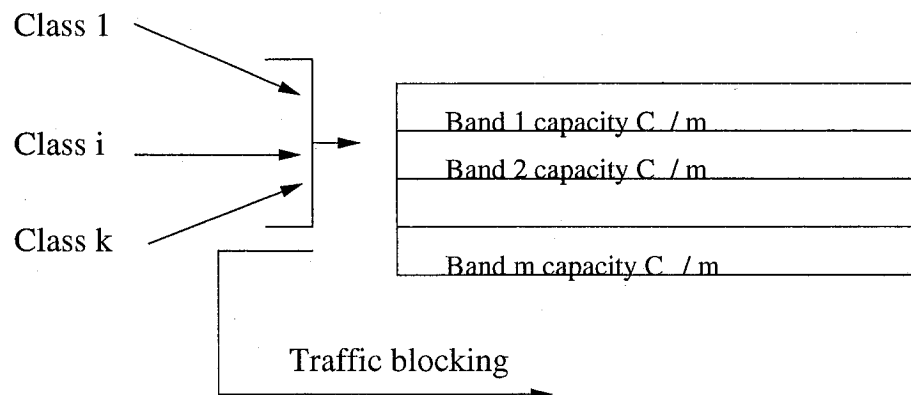 Class 1
Class i
Class k
Band 1 capacity C / m
Band 2 capacity C / m
Band m capacity C / m
Traffic blocking